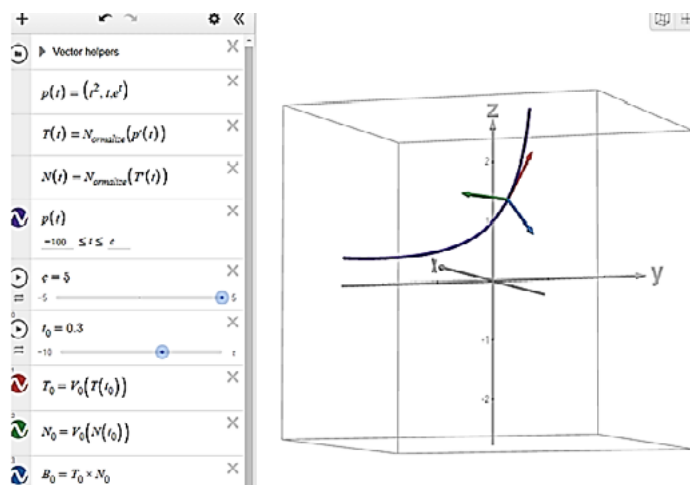 Vector helpers
p(t) = (t², t, eᵗ)
T(t) = Normalize(p'(t))
N(t) = Normalize(T'(t))
p(t)
-100 ≤ t ≤
= 5
-5 5
t₀ = 0.3
-10
T₀ = V₀(T(t₀))
N₀ = V₀(N(t₀))
B₀ = T₀ × N₀
z
2
1
y
-1
-2